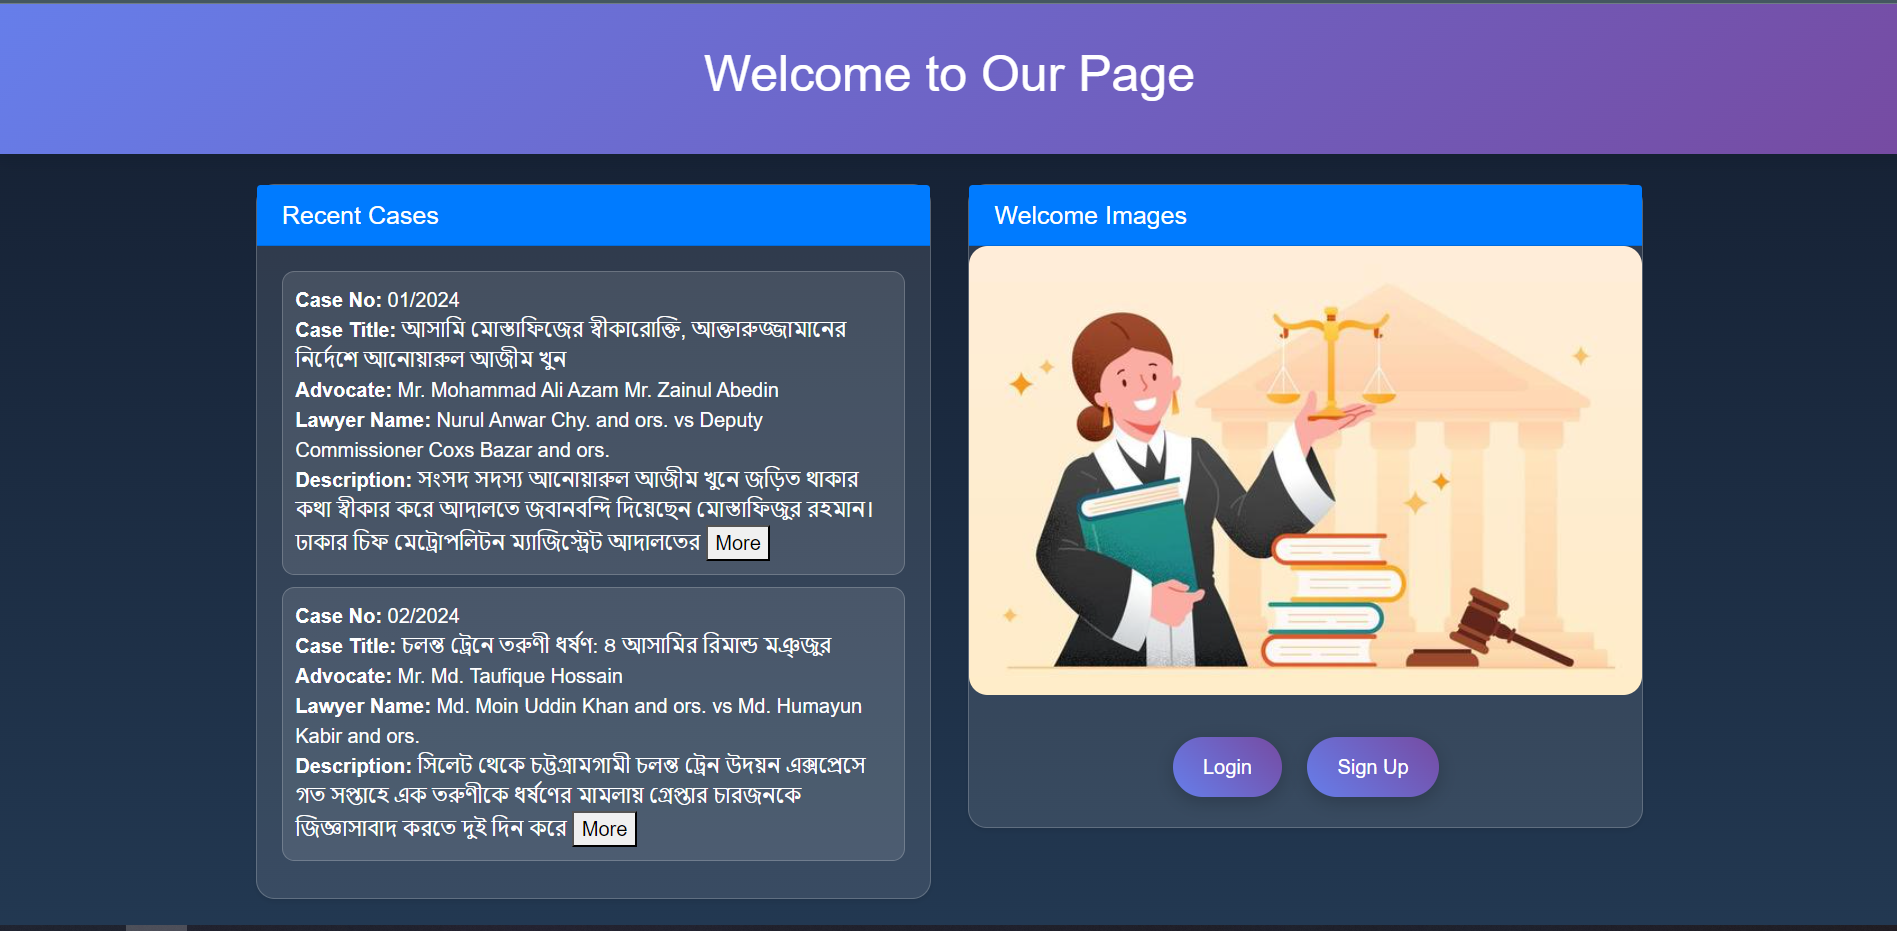 Welcome to Our Page
Recent Cases
Case No: 01/2024
Case Title: আসামি মোস্তাফিজের স্বীকারোক্তি, আক্তারুজ্জামানের
নির্দেশে আনোয়ারুল আজীম খুন
Advocate: Mr. Mohammad Ali Azam Mr. Zainul Abedin
Lawyer Name: Nurul Anwar Chy. and ors. vs Deputy
Commissioner Coxs Bazar and ors.
Description: সংসদ সদস্য আনোয়ারুল আজীম খুনে জড়িত থাকার
কথা স্বীকার করে আদালতে জবানবন্দি দিয়েছেন মোস্তাফিজুর রহমান।
ঢাকার চিফ মেট্রোপলিটন ম্যাজিস্ট্রেট আদালতের More
Case No: 02/2024
Case Title: চলন্ত ট্রেনে তরুণী ধর্ষণ: ৪ আসামির রিমান্ড মঞ্জুর
Advocate: Mr. Md. Taufique Hossain
Lawyer Name: Md. Moin Uddin Khan and ors. vs Md. Humayun
Kabir and ors.
Description: সিলেট থেকে চট্টগ্রামগামী চলন্ত ট্রেন উদয়ন এক্সপ্রেসে
গত সপ্তাহে এক তরুণীকে ধর্ষণের মামলায় গ্রেপ্তার চারজনকে
জিজ্ঞাসাবাদ করতে দুই দিন করে More
Welcome Images
Login
Sign Up